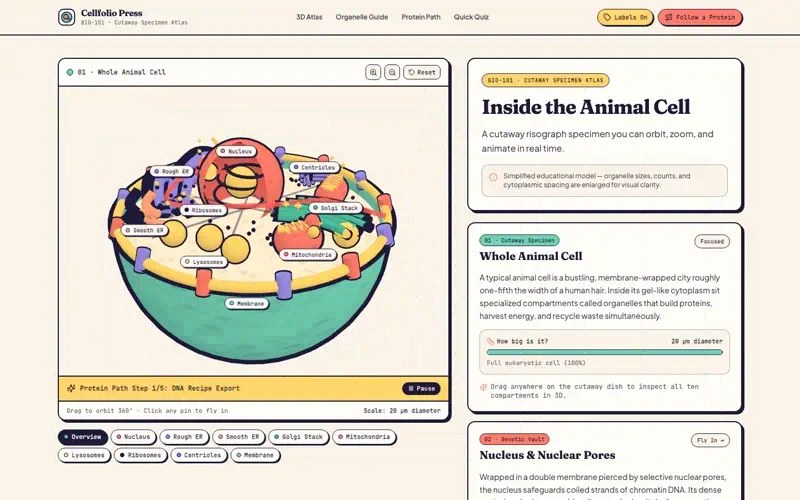 Cellfolio Press
BIO-101 · Cutaway Specimen Atlas
3D Atlas
Organelle Guide
Protein Path
Quick Quiz
Labels On
Follow a Protein
01 · Whole Animal Cell
Reset
Nucleus
Rough ER
Centrioles
Ribosomes
Golgi Stack
Smooth ER
Mitochondria
Lysosomes
Membrane
Protein Path Step 1/5: DNA Recipe Export
Pause
Drag to orbit 360° · Click any pin to fly in
Scale: 20 μm diameter
Overview
Nucleus
Rough ER
Smooth ER
Golgi Stack
Mitochondria
Lysosomes
Ribosomes
Centrioles
Membrane
BIO-101 · CUTAWAY SPECIMEN ATLAS
Inside the Animal Cell
A cutaway risograph specimen you can orbit, zoom, and
animate in real time.
Simplified educational model — organelle sizes, counts, and
cytoplasmic spacing are enlarged for visual clarity.
01 · Cutaway Specimen
Focused
Whole Animal Cell
A typical animal cell is a bustling, membrane-wrapped city roughly
one-fifth the width of a human hair. Inside its gel-like cytoplasm sit
specialized compartments called organelles that build proteins,
harvest energy, and recycle waste simultaneously.
How big is it?
20 μm diameter
Full eukaryotic cell (100%)
Drag anywhere on the cutaway dish to inspect all ten
compartments in 3D.
02 · Genetic Vault
Fly In →
Nucleus & Nuclear Pores
Wrapped in a double membrane pierced by selective nuclear pores,
the nucleus safeguards coiled strands of chromatin DNA. Its dense